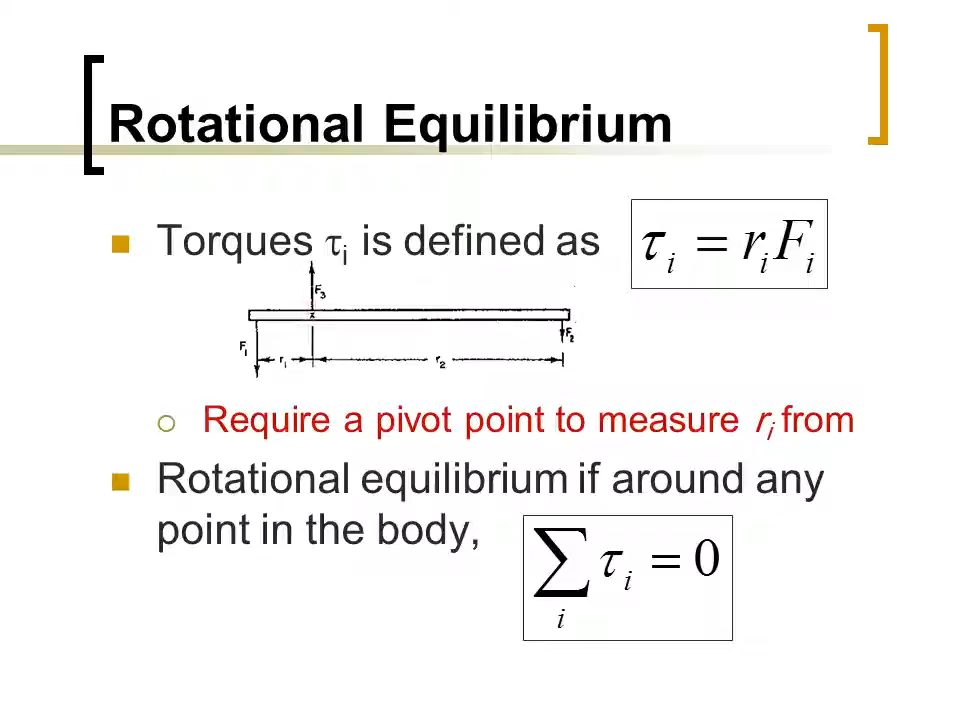 Rotational Equilibrium
Torques τi is defined as
τi = riFi
F3
F1
F2
r1
r2
Require a pivot point to measure ri from
Rotational equilibrium if around any
point in the body,
∑i τi = 0